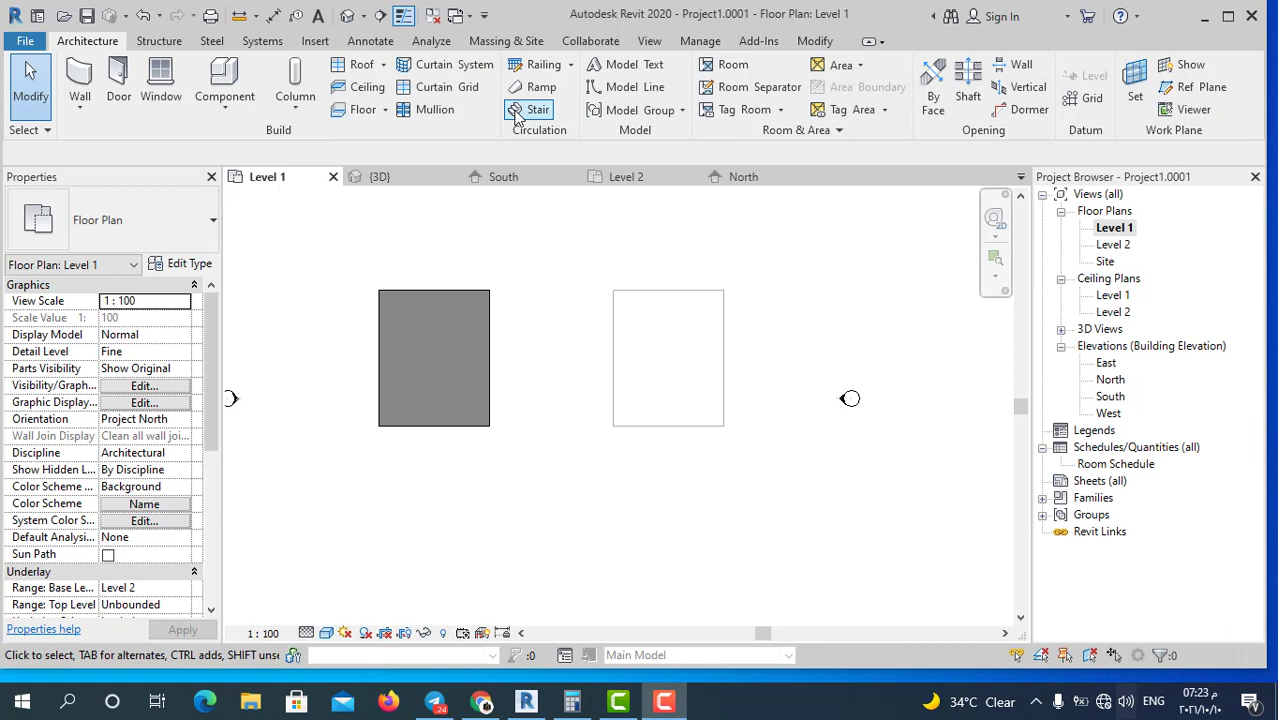 Autodesk Revit 2020 - Project1.0001 - Floor Plan: Level 1
Sign In
File Architecture Structure Steel Systems Insert Annotate Analyze Massing & Site Collaborate View Manage Add-Ins Modify
Modify Wall Door Window Component Column
Roof Curtain System
Ceiling Curtain Grid
Floor Mullion
Railing
Ramp
Stair
Model Text
Model Line
Model Group
Room
Room Separator
Tag Room
Area
Area Boundary
Tag Area
By Face
Shaft
Wall
Vertical
Dormer
Level
Grid
Set
Show
Ref Plane
Viewer
Select Build Circulation Model Room & Area Opening Datum Work Plane
Properties
Floor Plan
Floor Plan: Level 1 Edit Type
Graphics
View Scale 1 : 100
Scale Value 1: 100
Display Model Normal
Detail Level Fine
Parts Visibility Show Original
Visibility/Graph... Edit...
Graphic Display... Edit...
Orientation Project North
Wall Join Display Clean all wall joi...
Discipline Architectural
Show Hidden L... By Discipline
Color Scheme ... Background
Color Scheme Name
System Color S... Edit...
Default Analysi... None
Sun Path
Underlay
Range: Base Le... Level 2
Range: Top Level Unbounded
Properties help Apply
Level 1 {3D} South Level 2 North
2D
1 : 100
Project Browser - Project1.0001
Views (all)
Floor Plans
Level 1
Level 2
Site
Ceiling Plans
Level 1
Level 2
3D Views
Elevations (Building Elevation)
East
North
South
West
Legends
Schedules/Quantities (all)
Room Schedule
Sheets (all)
Families
Groups
Revit Links
Click to select, TAB for alternates, CTRL adds, SHIFT unse :0 Main Model :0
24
34°C Clear
ENG
07:23 م
٢٠٢١/١٠/٠١